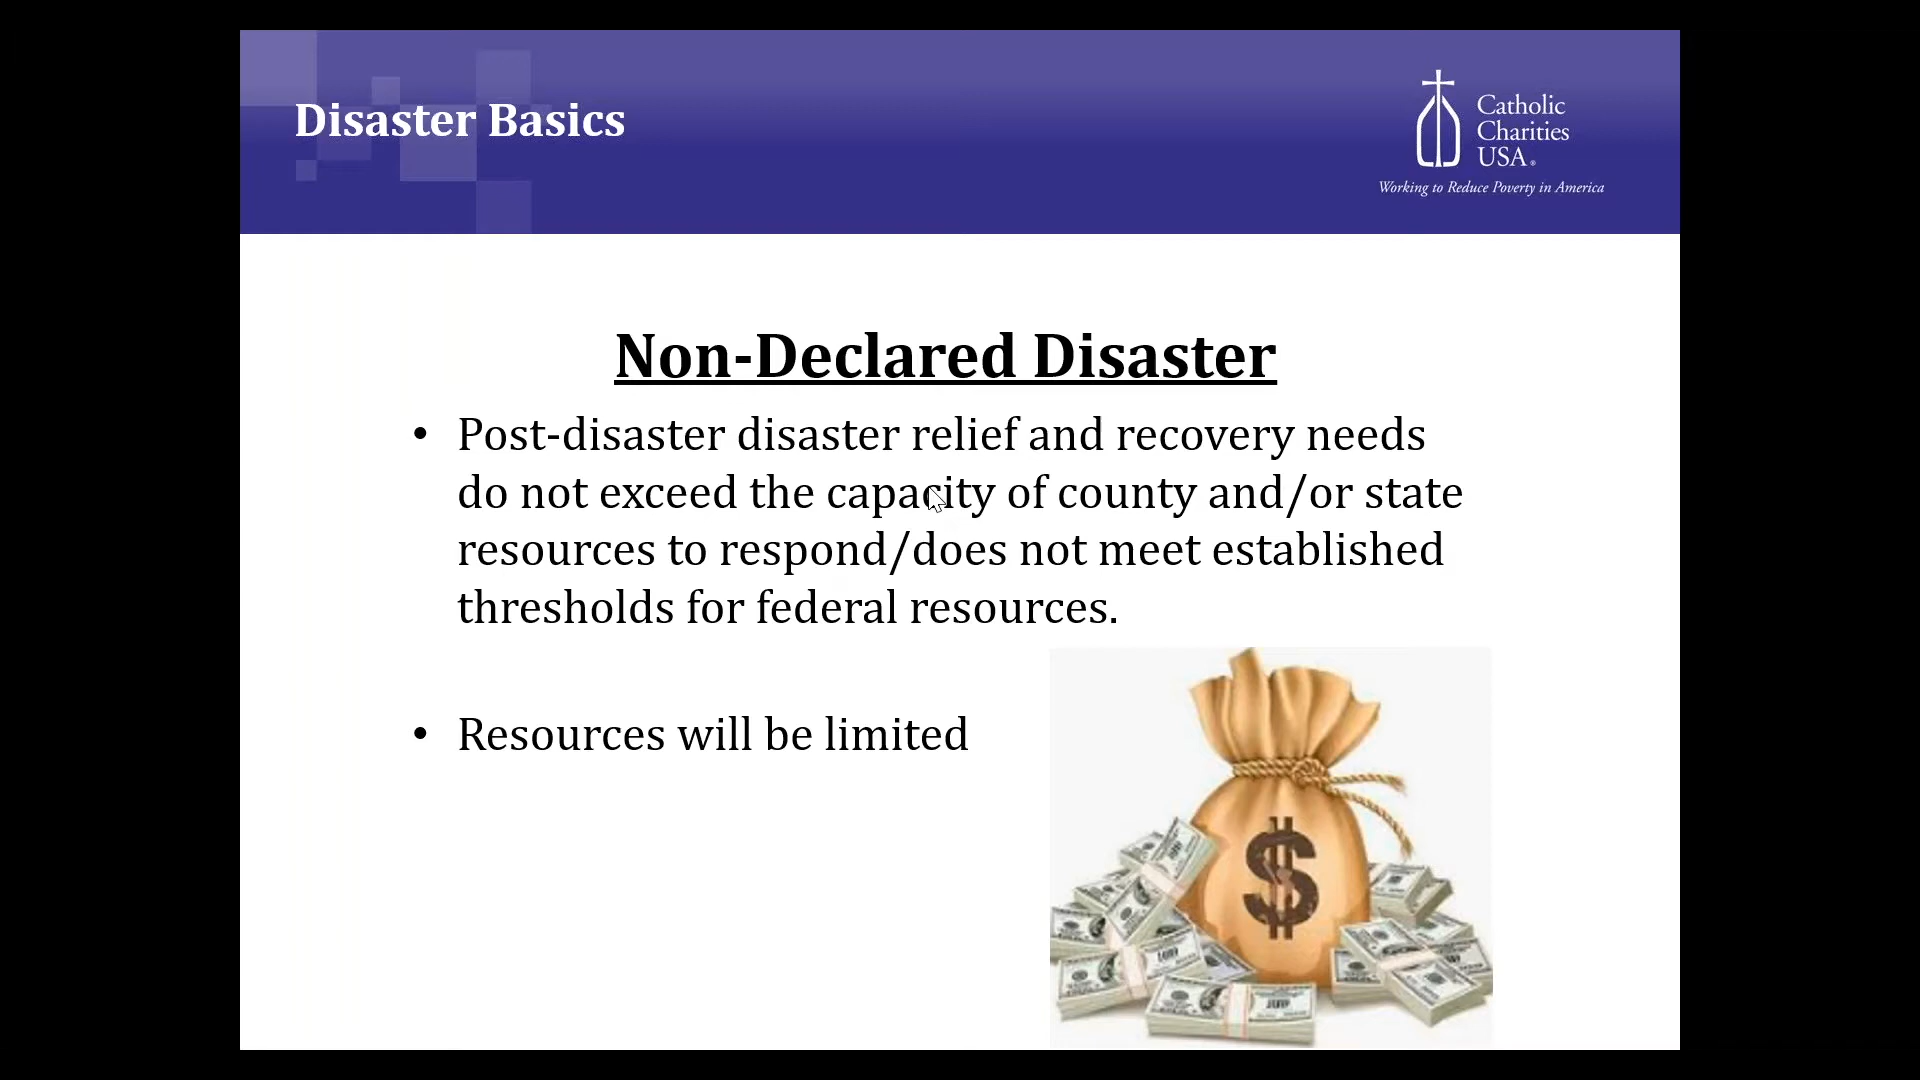 Disaster Basics
Catholic
Charities
USA®
Working to Reduce Poverty in America
Non-Declared Disaster
• Post-disaster disaster relief and recovery needs
do not exceed the capacity of county and/or state
resources to respond/does not meet established
thresholds for federal resources.
• Resources will be limited
$